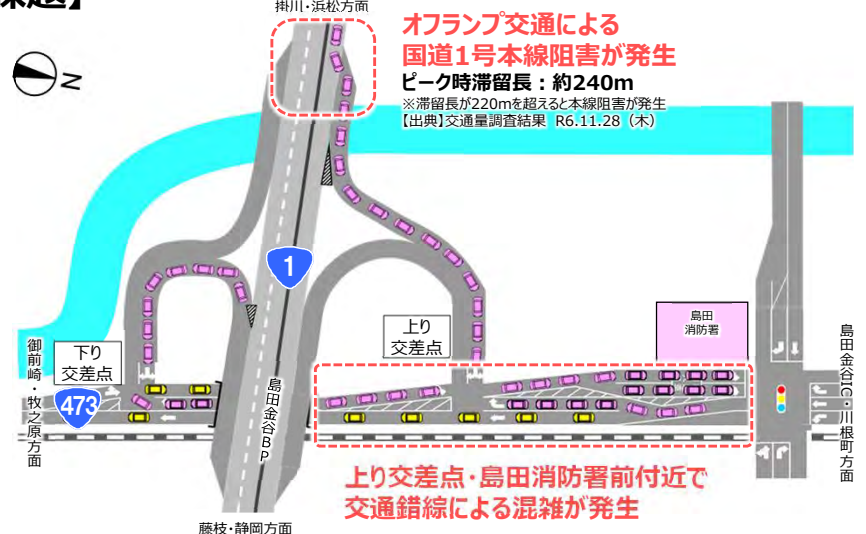 課題】
掛川・浜松方面
オフランプ交通による
国道1号本線阻害が発生
ピーク時滞留長：約240m
※滞留長が220mを超えると本線阻害が発生
【出典】交通量調査結果 R6.11.28（木）
N
1
島田
消防署
上り
交差点
下り
交差点
御前崎・牧之原方面
473
島田金谷BP
島田金谷IC・川根町方面
上り交差点・島田消防署前付近で
交通錯綜による混雑が発生
藤枝・静岡方面